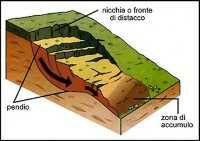 nicchia o fronte
di distacco
pendio
zona di
accumulo